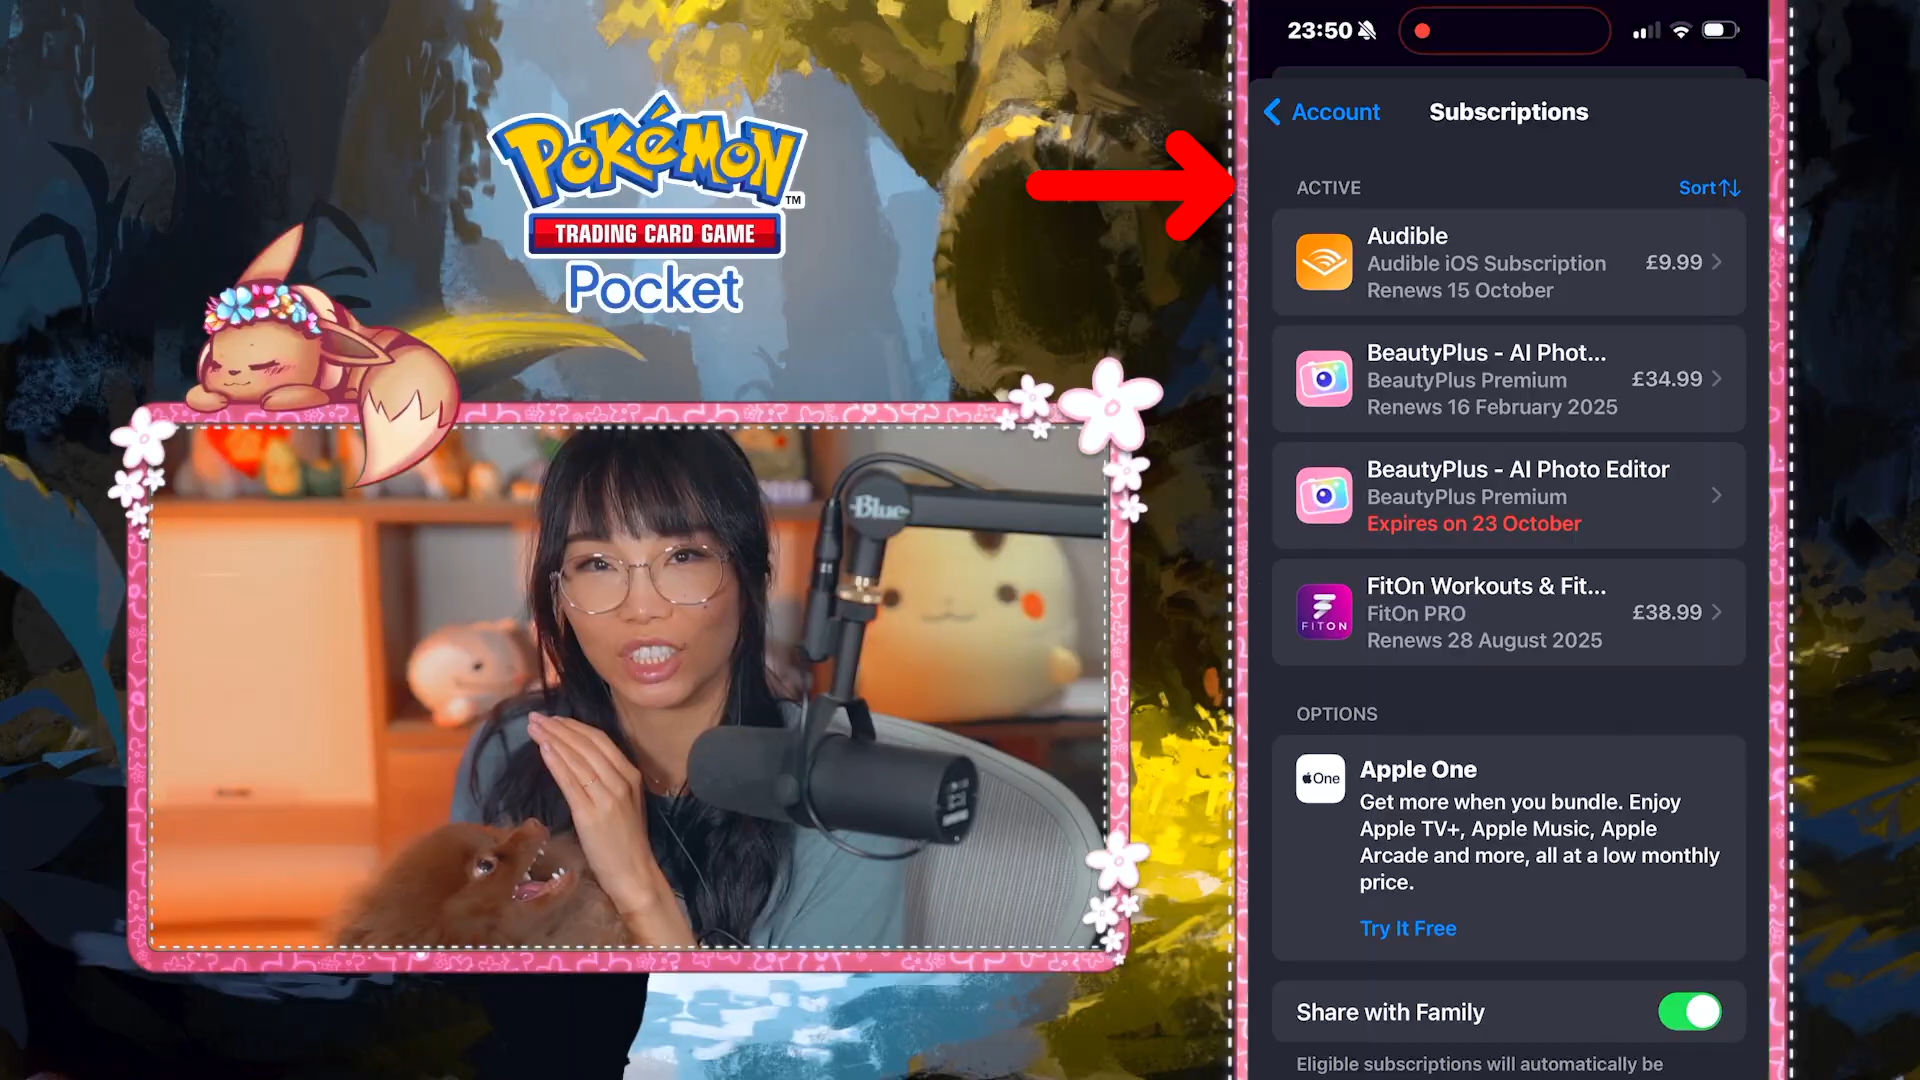 Pokémon
TM
TRADING CARD GAME
Pocket
Blue
23:50
Account
Subscriptions
ACTIVE
Sort
Audible
Audible iOS Subscription
£9.99
Renews 15 October
BeautyPlus - AI Phot...
BeautyPlus Premium
£34.99
Renews 16 February 2025
BeautyPlus - AI Photo Editor
BeautyPlus Premium
Expires on 23 October
FITON
FitOn Workouts & Fit...
FitOn PRO
£38.99
Renews 28 August 2025
OPTIONS
One
Apple One
Get more when you bundle. Enjoy
Apple TV+, Apple Music, Apple
Arcade and more, all at a low monthly
price.
Try It Free
Share with Family
Eligible subscriptions will automatically be